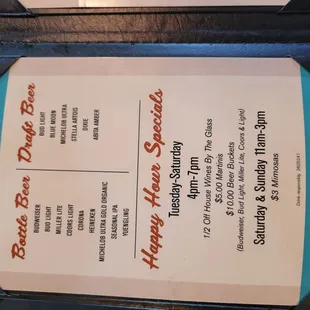 Bottle Beer
BUDWEISER
BUD LIGHT
MILLER LITE
COORS LIGHT
CORONA
HEINEKEN
MICHELOB ULTRA GOLD ORGANIC
SEASONAL IPA
YUENGLING
Draft Beer
BUD LIGHT
BLUE MOON
MICHELOB ULTRA
STELLA ARTOIS
DIXIE
ABITA AMBER
Happy Hour Specials
Tuesday-Saturday
4pm-7pm
1/2 Off House Wines By The Glass
$5.00 Martinis
$10.00 Beer Buckets
(Budweiser, Bud Light, Miller Lite, Coors & Light)
Saturday & Sunday 11am-3pm
$3 Mimosas
Drink responsibly.